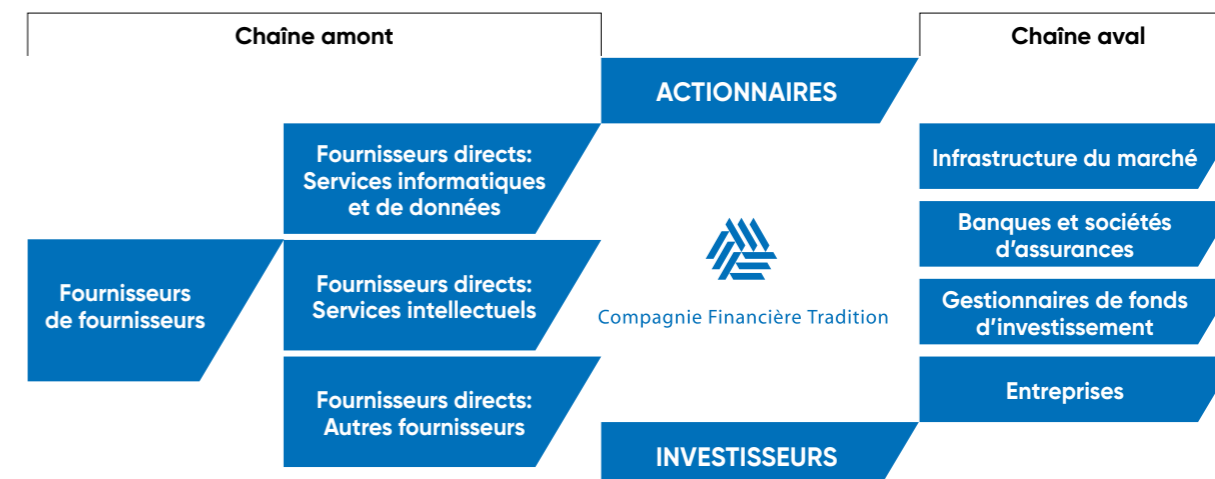 Chaîne amont
Chaîne aval
ACTIONNAIRES
Fournisseurs directs:
Services informatiques
et de données
Infrastructure du marché
Banques et sociétés
d’assurances
Fournisseurs
de fournisseurs
Fournisseurs directs:
Services intellectuels
Compagnie Financière Tradition
Gestionnaires de fonds
d’investissement
Fournisseurs directs:
Autres fournisseurs
Entreprises
INVESTISSEURS